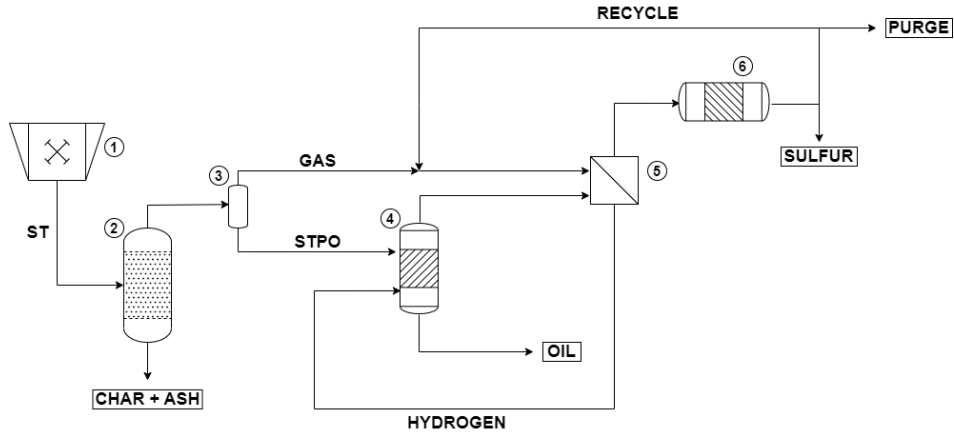 RECYCLE
PURGE
6
1
GAS
SULFUR
3
5
ST
2
4
STPO
OIL
CHAR + ASH
HYDROGEN